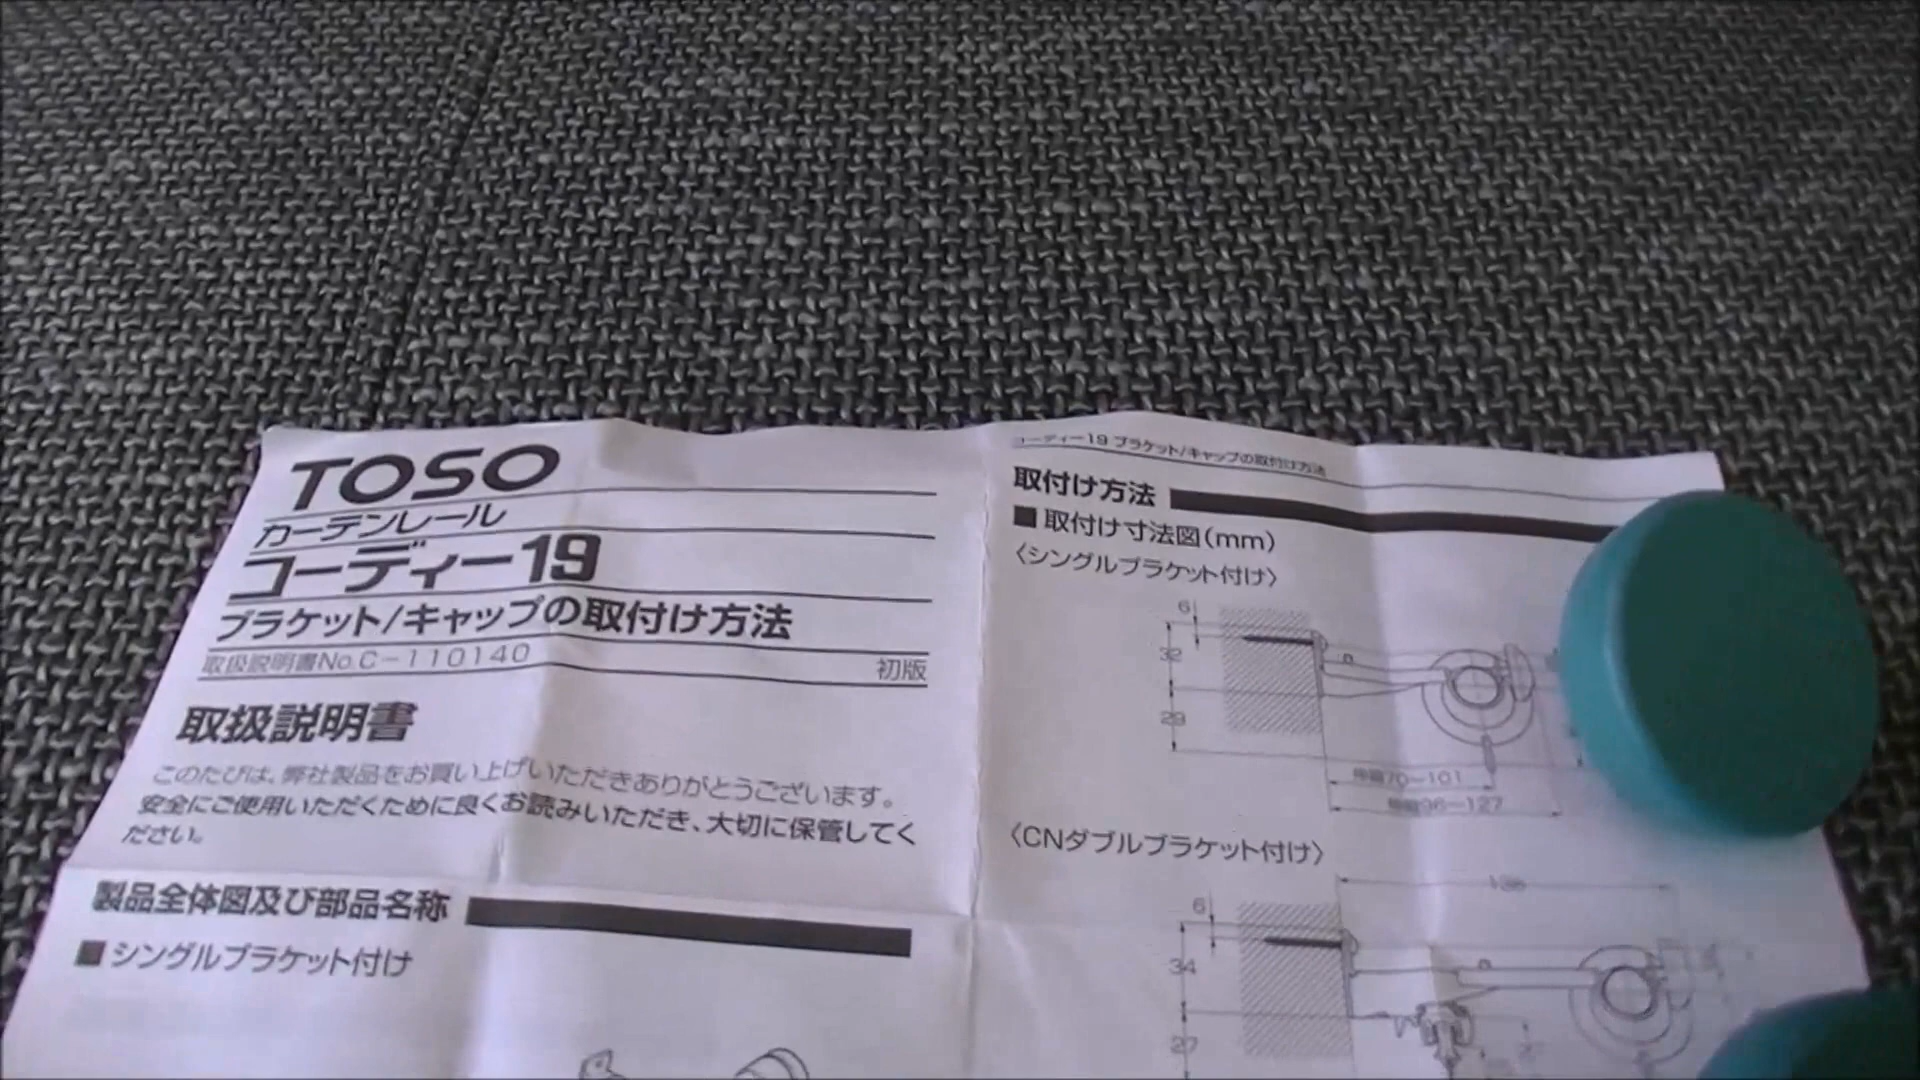 TOSO
カーテンレール
コーディー19
ブラケット/キャップの取付け方法
取扱説明書No.C-110140 初版
取扱説明書
このたびは、弊社製品をお買い上げいただきありがとうございます。
安全にご使用いただくために良くお読みいただき、大切に保管してく
ださい。
製品全体図及び部品名称
■シングルブラケット付け
コーディー19 ブラケット/キャップの取付け方法
取付け方法
■取付け寸法図(mm)
〈シングルブラケット付け〉
6
32
29
伸縮70~101
伸縮96~127
〈CNダブルブラケット付け〉
6
34
27